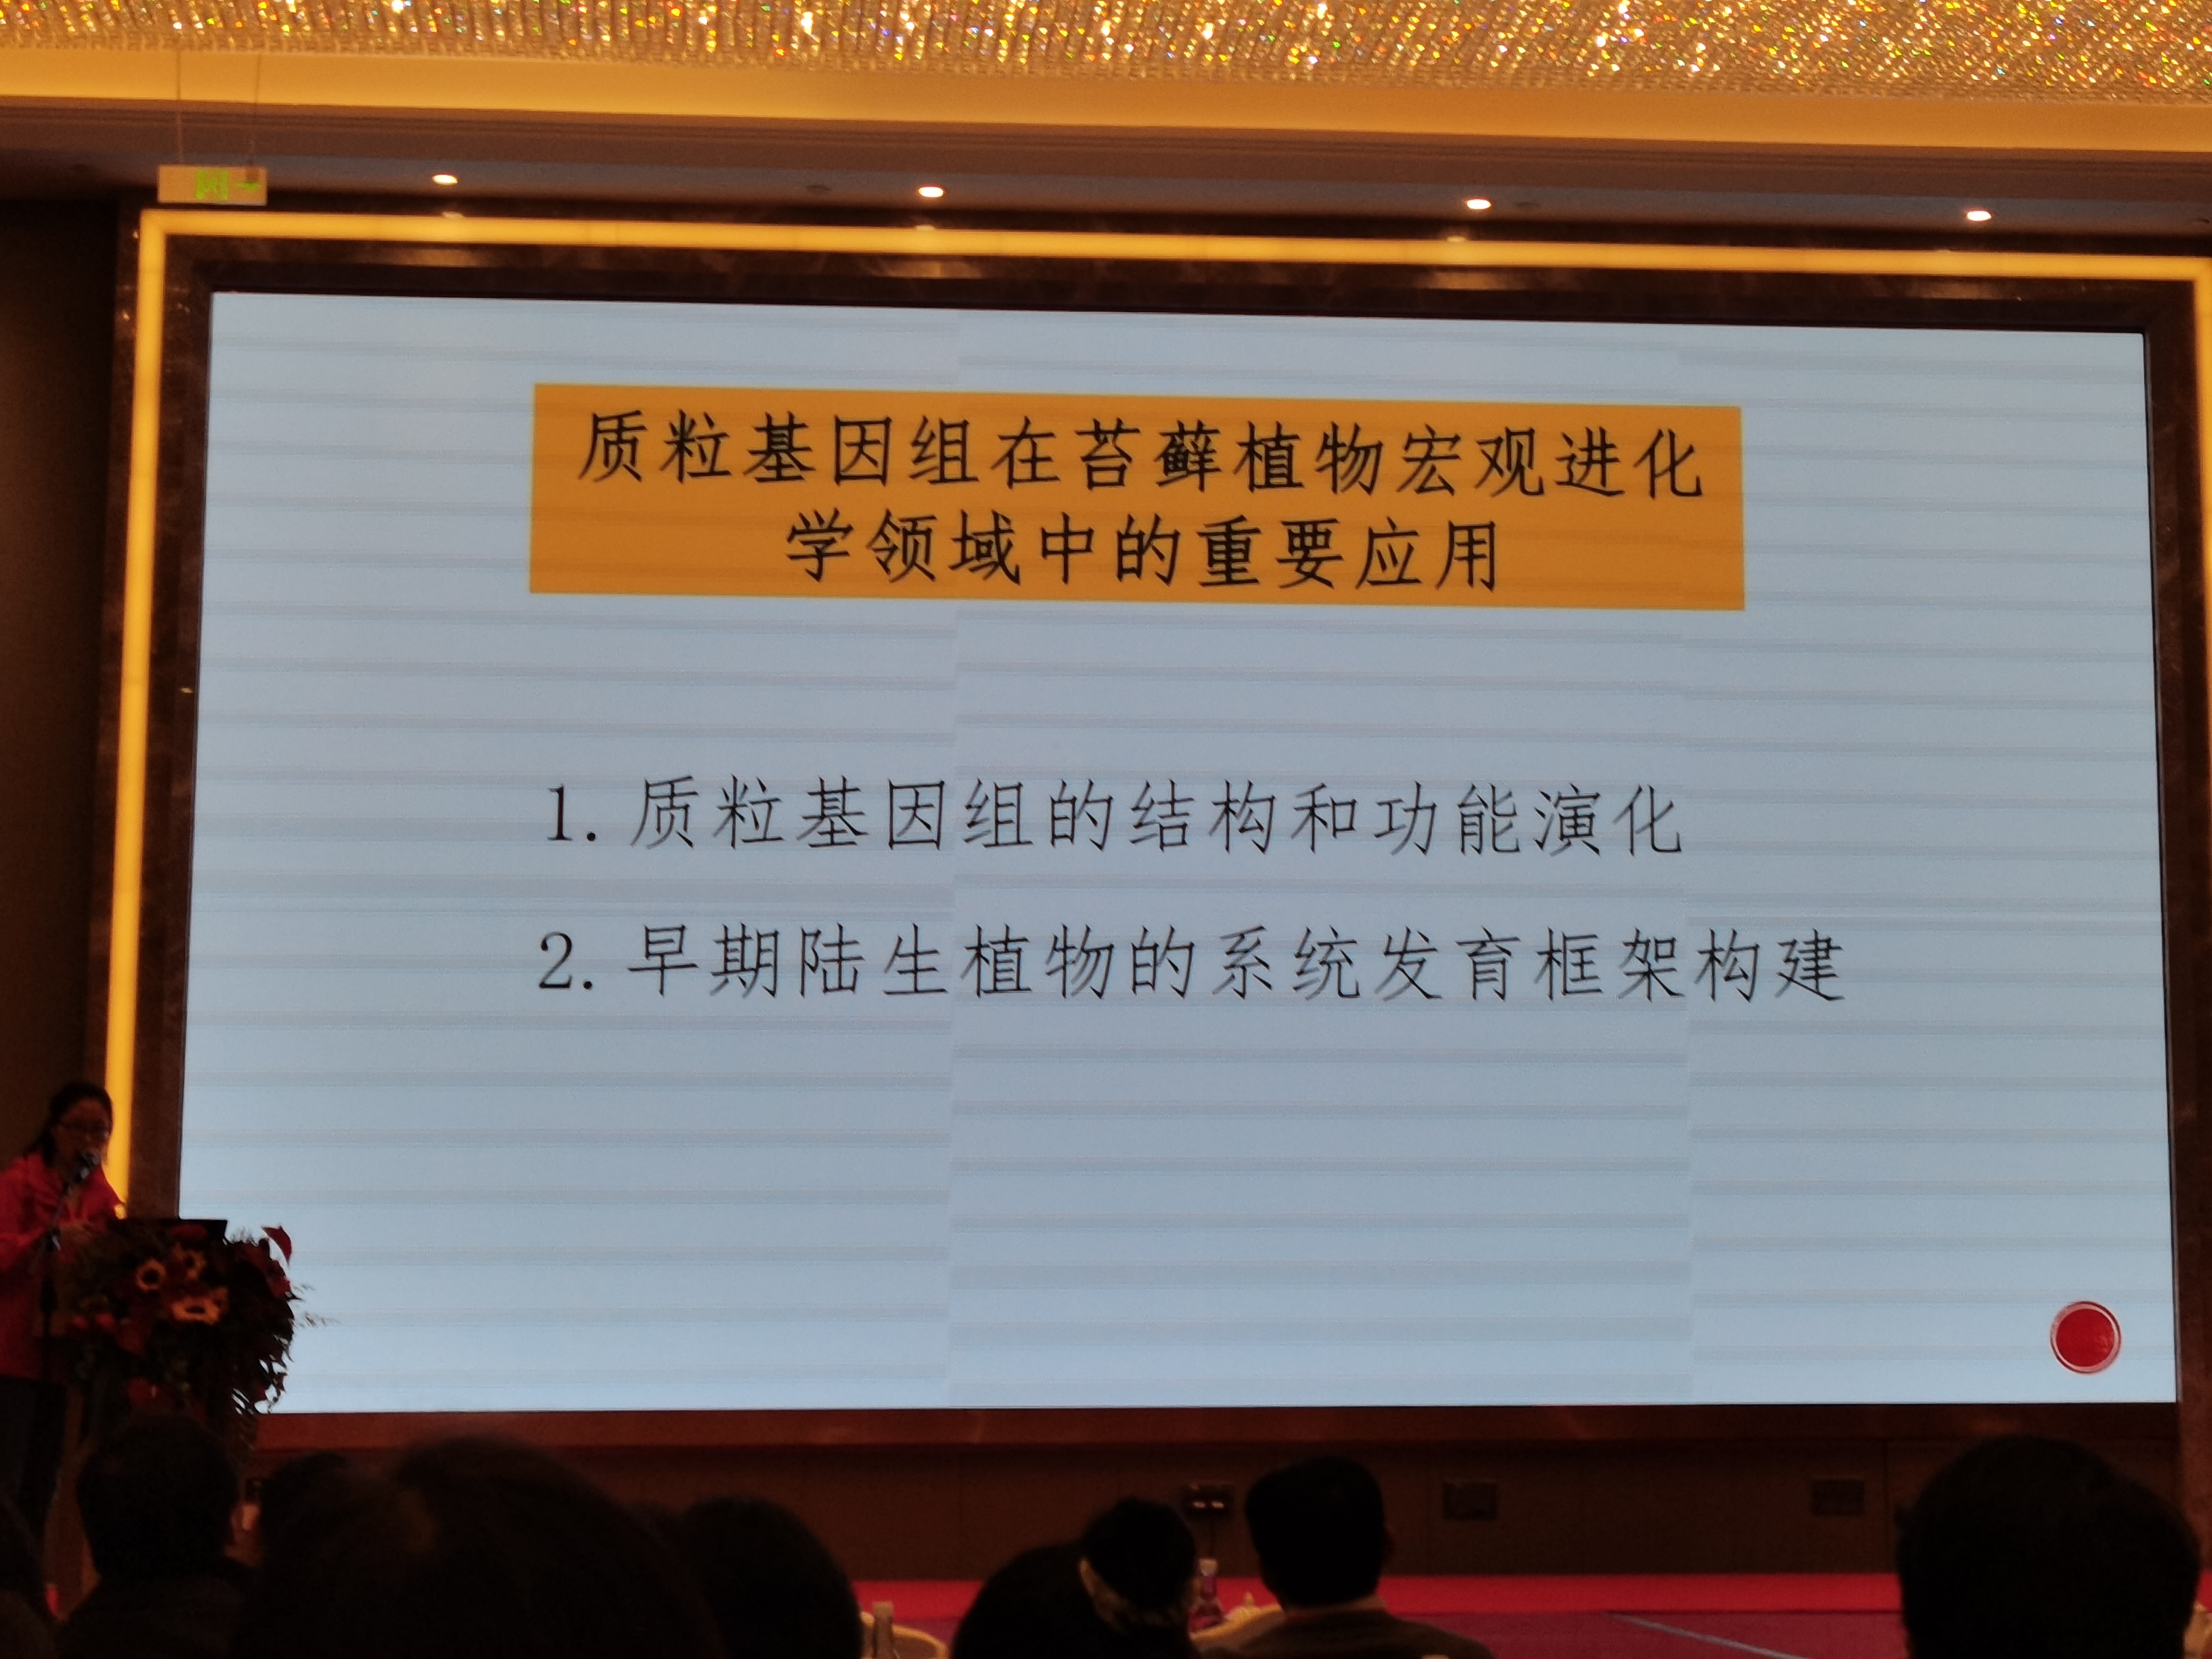 质粒基因组在苔藓植物宏观进化
学领域中的重要应用
1. 质粒基因组的结构和功能演化
2. 早期陆生植物的系统发育框架构建